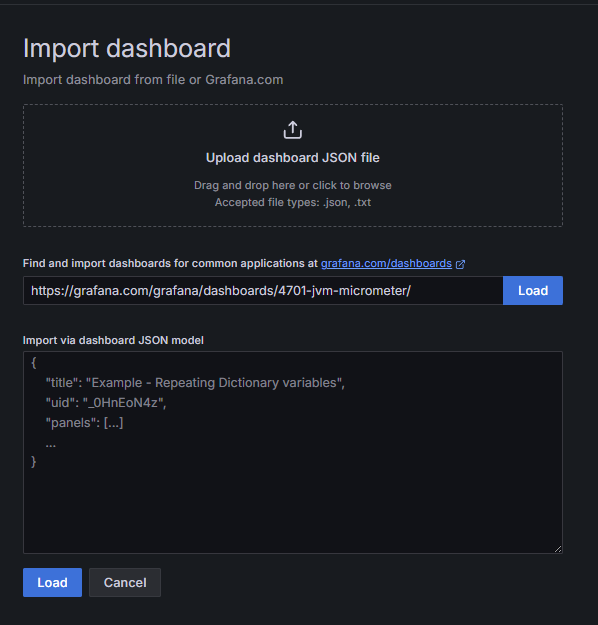 Import dashboard
Import dashboard from file or Grafana.com
Upload dashboard JSON file
Drag and drop here or click to browse
Accepted file types: .json, .txt
Find and import dashboards for common applications at grafana.com/dashboards
https://grafana.com/grafana/dashboards/4701-jvm-micrometer/
Load
Import via dashboard JSON model
{
"title": "Example - Repeating Dictionary variables",
"uid": "_0HnEoN4z",
"panels": [...]
...
}
Load
Cancel